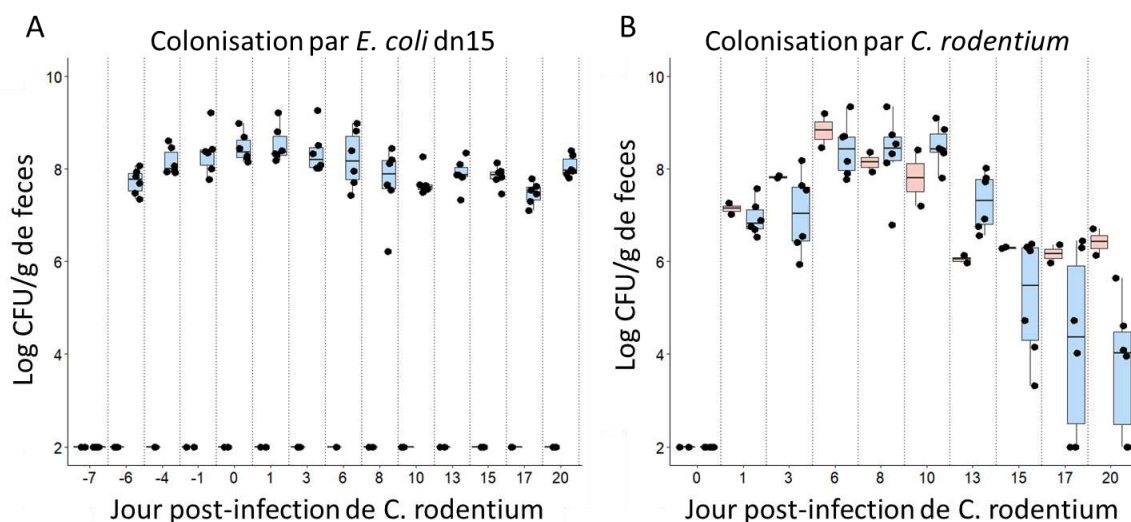 A
Colonisation par E. coli dn15
Log CFU/g de feces
10
8
6
4
2
-7 -6 -4 -1 0 1 3 6 8 10 13 15 17 20
Jour post-infection de C. rodentium
B
Colonisation par C. rodentium
Log CFU/g de feces
10
8
6
4
2
0 1 3 6 8 10 13 15 17 20
Jour post-infection de C. rodentium